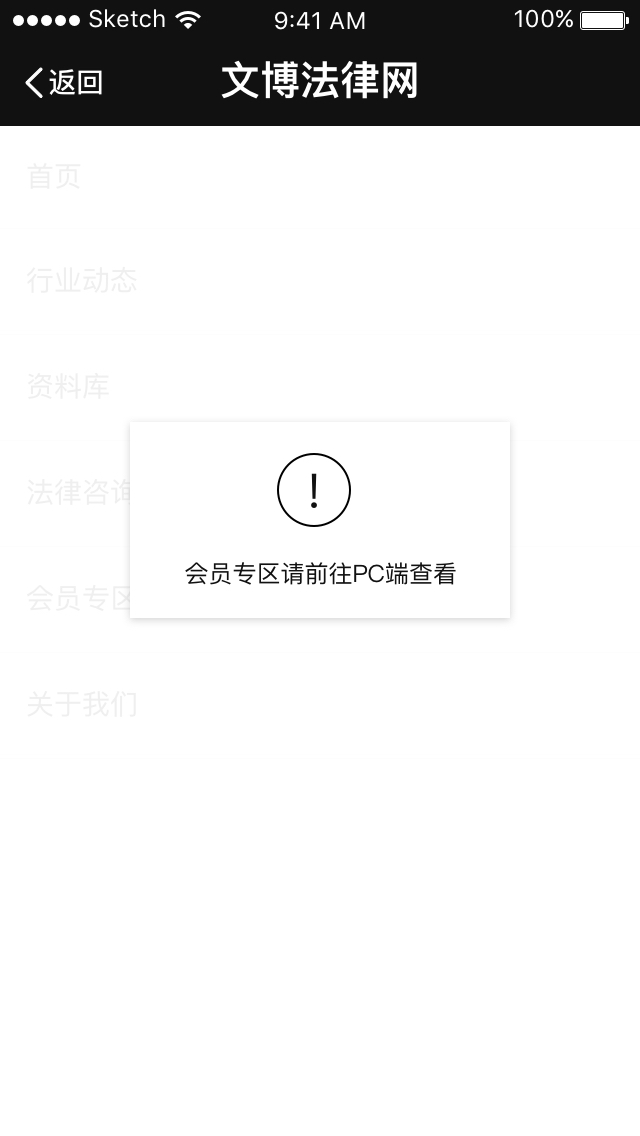 Sketch 9:41 AM 100%
返回 文博法律网
首页
行业动态
资料库
法律咨询
会员专区
!
会员专区请前往PC端查看
关于我们